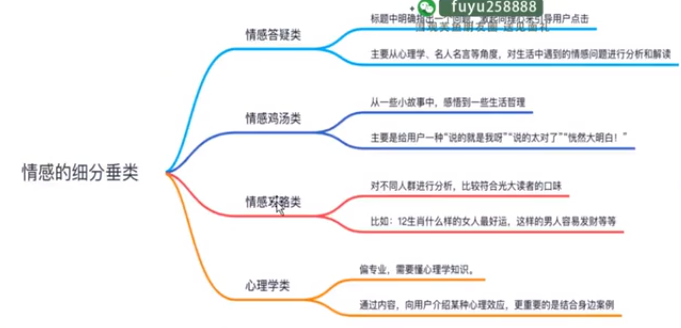 fuyu258888
情感答疑类
标题中明确指出一个问题，激起同理心来引导用户点击
主要从心理学、名人名言等角度，对生活中遇到的情感问题进行分析和解读
情感鸡汤类
从一些小故事中，感悟到一些生活哲理
主要是给用户一种“说的就是我呀”“说的太对了”“恍然大明白！”
情感的细分垂类
情感攻略类
对不同人群进行分析，比较符合光大读者的口味
比如：12生肖什么样的女人最好运，这样的男人容易发财等等
心理学类
偏专业，需要懂心理学知识。
通过内容，向用户介绍某种心理效应，更重要的是结合身边案例